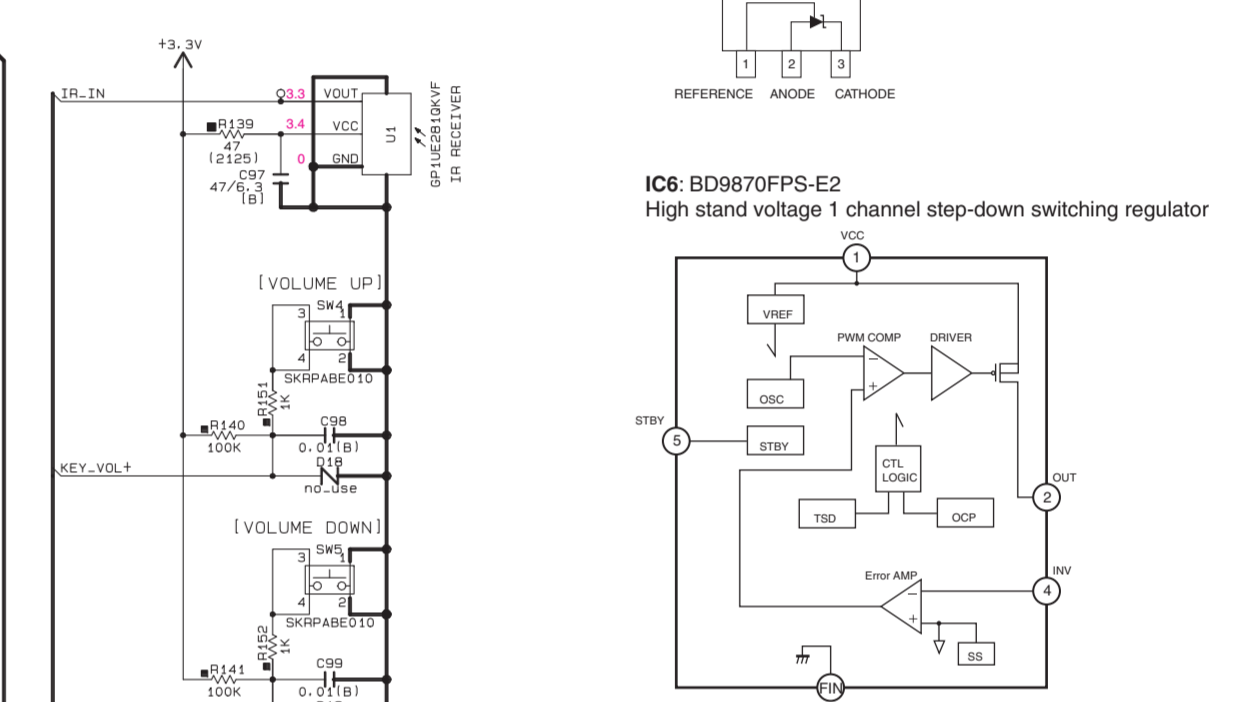 +3.3V
IR_IN
3.3 VOUT
R139
3.4 VCC
47
(2125)
0 GND
C97
47/6.3
[B]
U1
GP1UE281QKVF
IR RECEIVER
[VOLUME UP]
SW4
3 1
4 2
SKRPABE010
R151
1K
R140
100K
C98
0.01(B)
KEY_VOL+
D18
no_use
[VOLUME DOWN]
SW5
3 1
4 2
SKRPABE010
R152
1K
R141
100K
C99
0.01(B)
1 2 3
REFERENCE ANODE CATHODE
IC6: BD9870FPS-E2
High stand voltage 1 channel step-down switching regulator
VCC
1
VREF
PWM COMP DRIVER
−
+
OSC
STBY
5
STBY
CTL
LOGIC
OUT
2
TSD
OCP
Error AMP
INV
−
4
+
SS
FIN